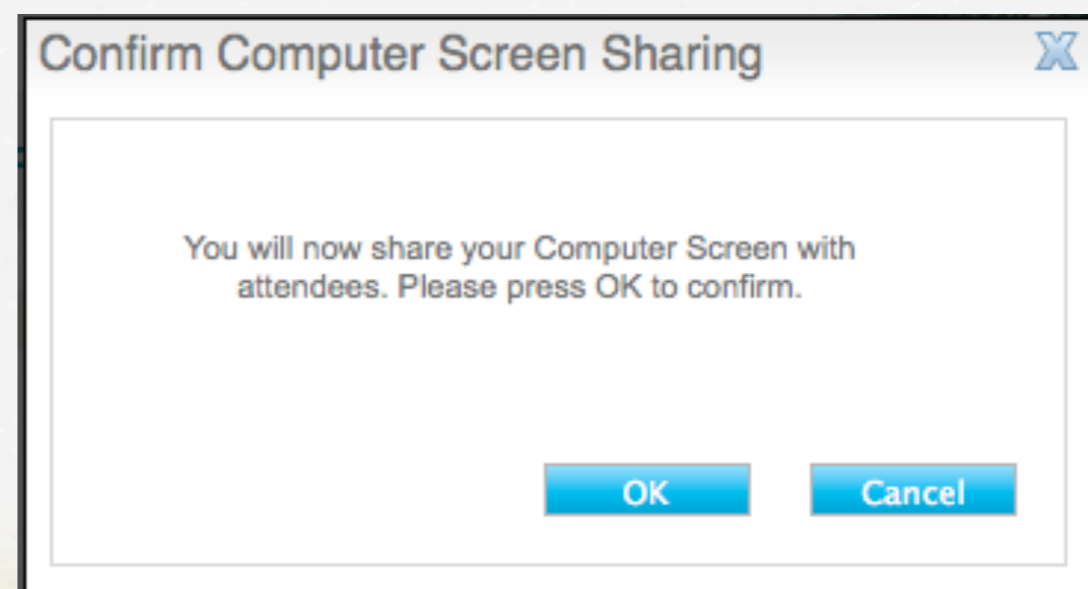 Confirm Computer Screen Sharing
You will now share your Computer Screen with
attendees. Please press OK to confirm.
OK Cancel